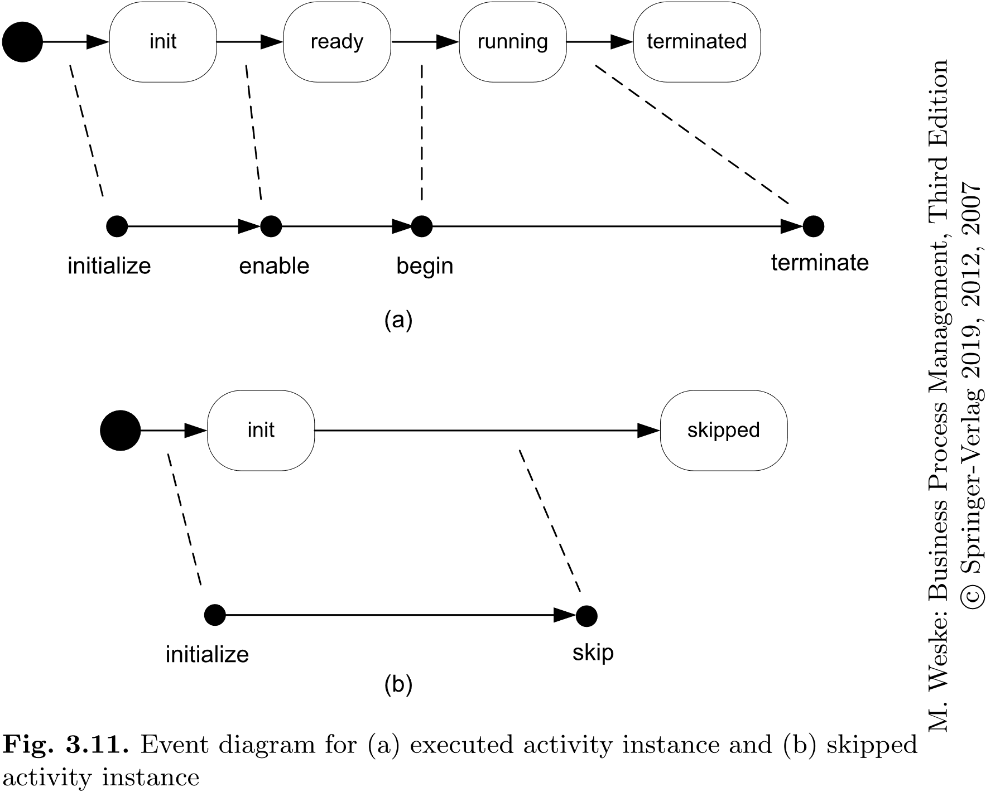 init
ready
running
terminated
initialize
enable
begin
terminate
(a)
init
skipped
initialize
skip
(b)
Fig. 3.11. Event diagram for (a) executed activity instance and (b) skipped
activity instance
M. Weske: Business Process Management, Third Edition
© Springer-Verlag 2019, 2012, 2007